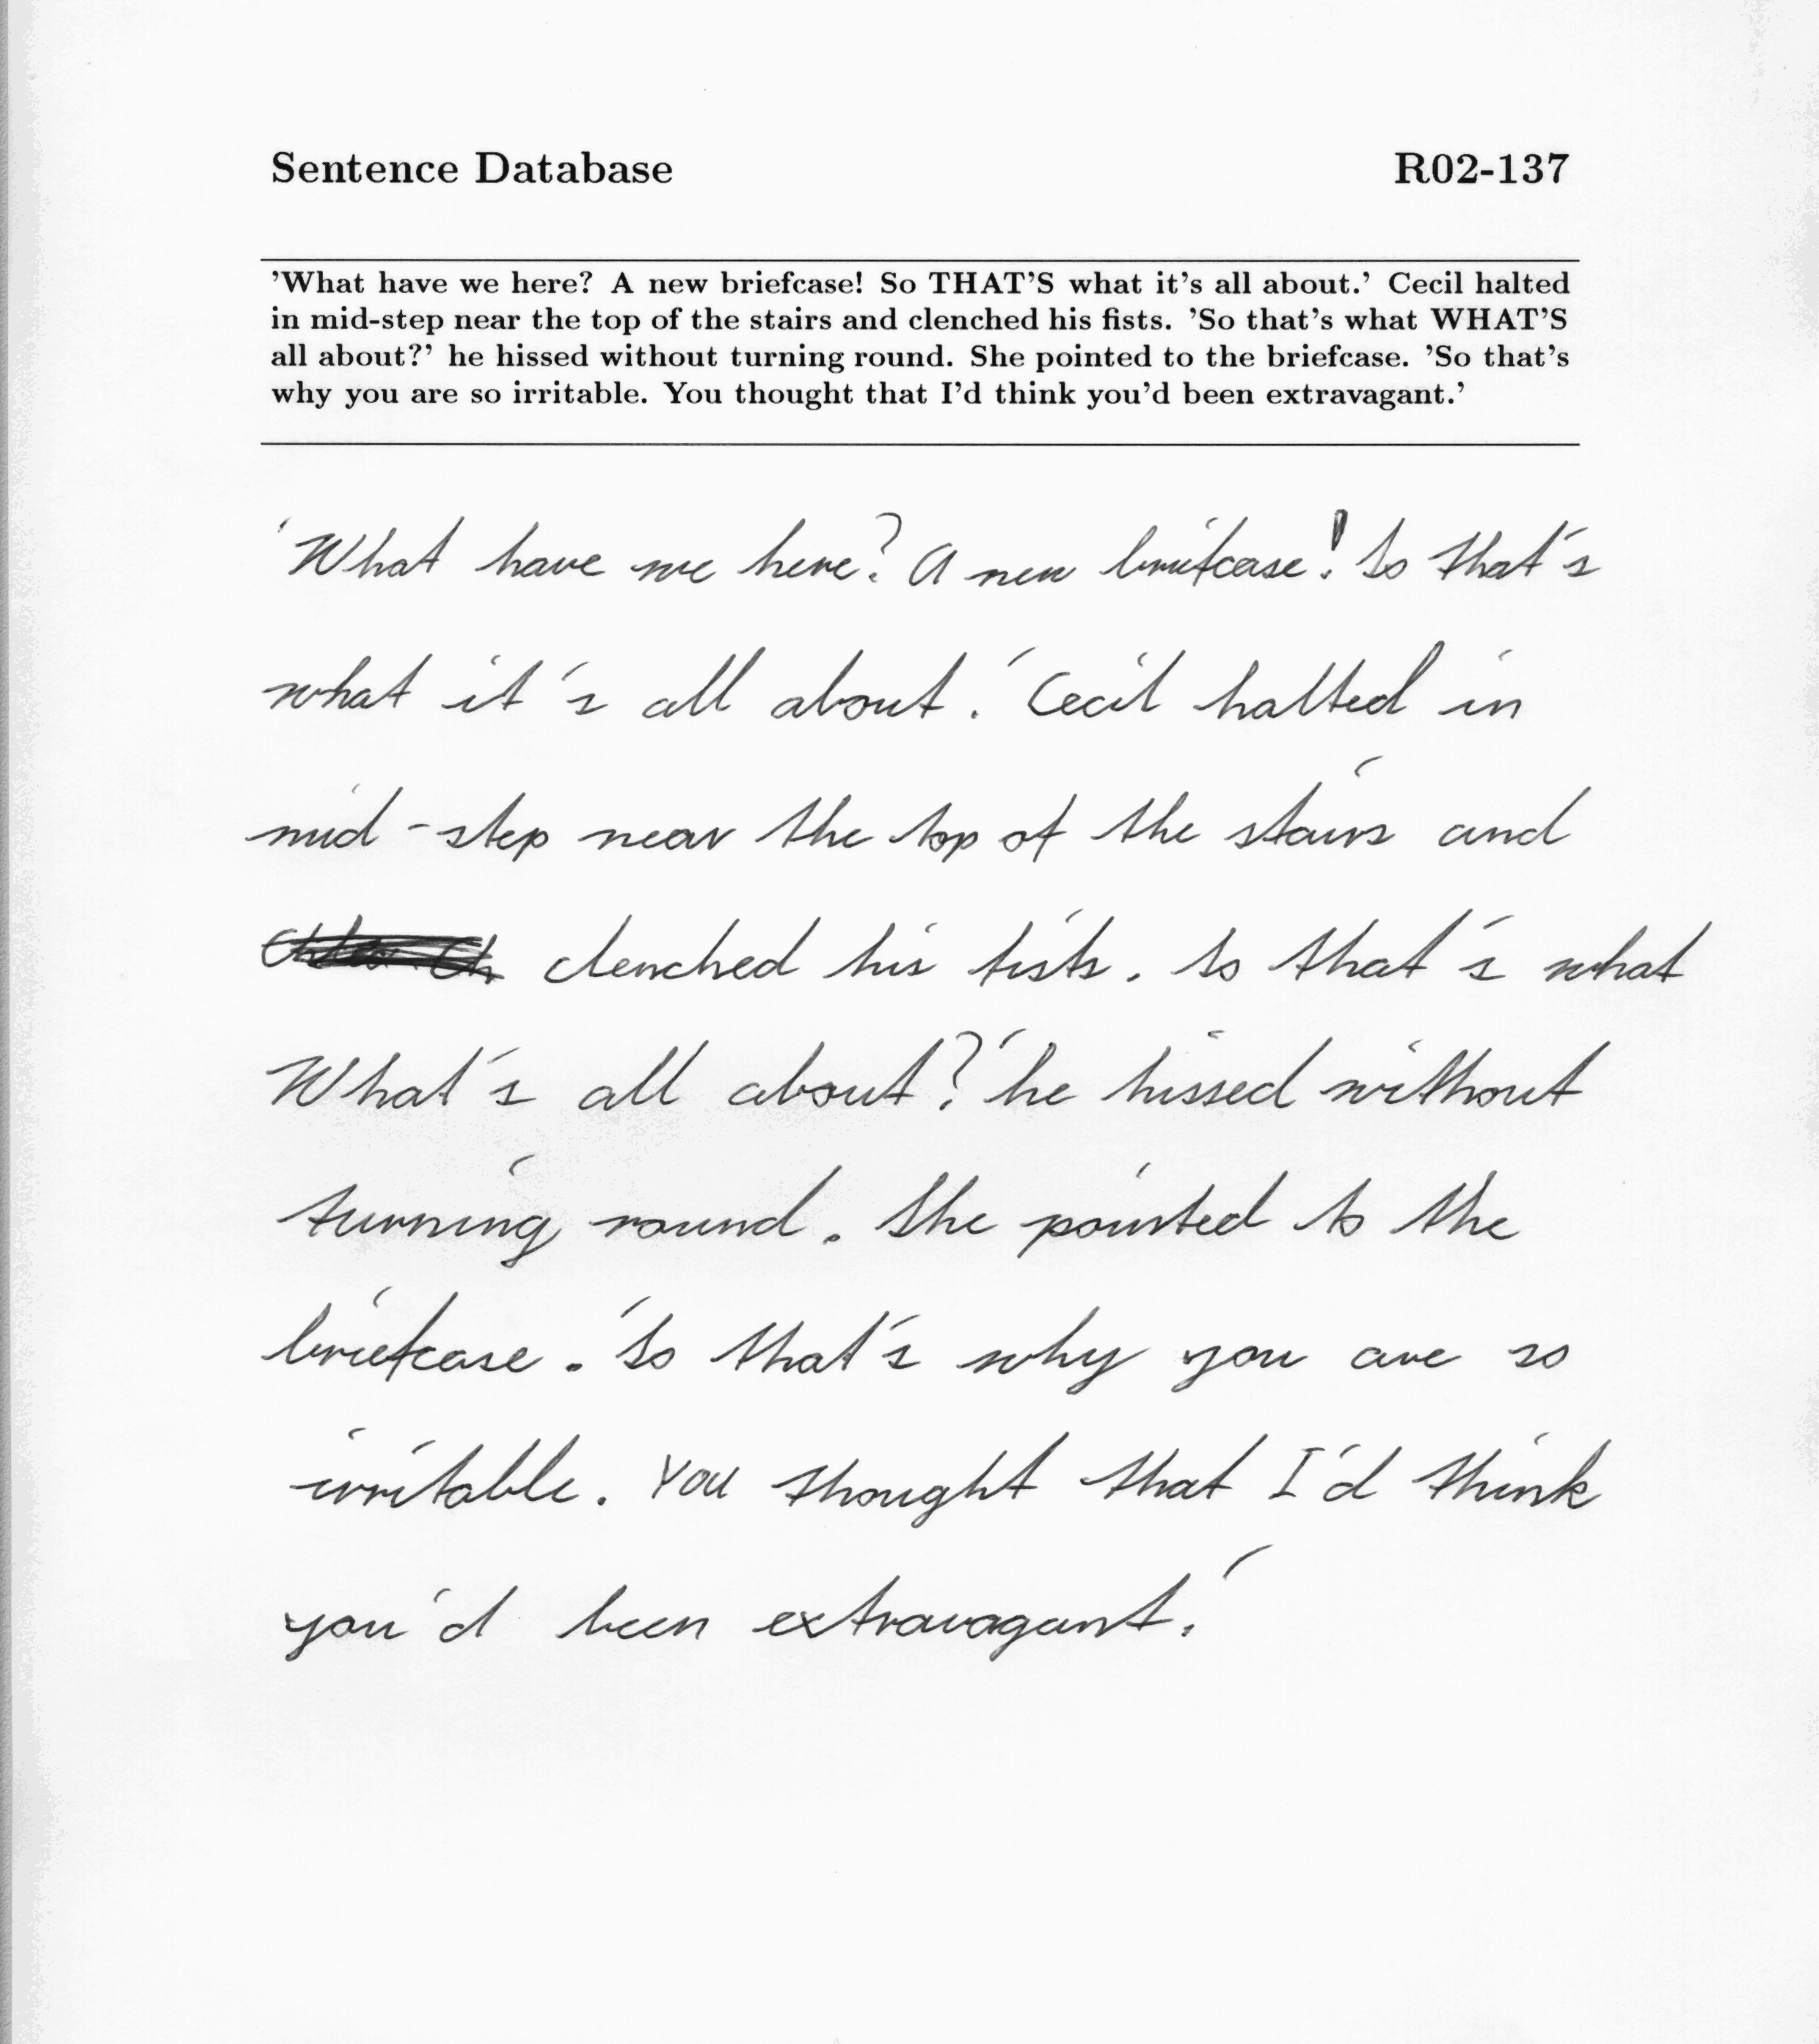 Sentence Database R02-137
'What have we here? A new briefcase! So THAT'S what it's all about.' Cecil halted
in mid-step near the top of the stairs and clenched his fists. 'So that's what WHAT'S
all about?' he hissed without turning round. She pointed to the briefcase. 'So that's
why you are so irritable. You thought that I'd think you'd been extravagant.'
'What have we here? A new briefcase! So that's
what it's all about.' Cecil halted in
mid-step near the top of the stairs and
clenched his fists. So that's what
What's all about?' he hissed without
turning round. She pointed to the
briefcase. 'So that's why you are so
irritable. You thought that I'd think
you'd been extravagant.'